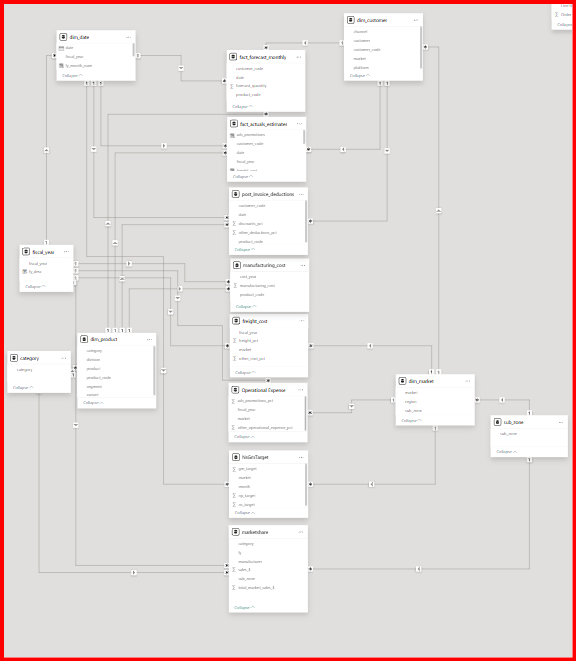 dim_date
date
fiscal_year
fy_month_num
Collapse
dim_customer
channel
customer
customer_code
market
platform
Collapse
fact_forecast_monthly
customer_code
date
forecast_quantity
product_code
Collapse
fact_actuals_estimates
customer_code
date
fiscal_year
Collapse
post_invoice_deductions
customer_code
date
discounts_pct
other_deductions_pct
product_code
Collapse
fiscal_year
fiscal_year
fy_desc
Collapse
manufacturing_cost
cost_year
manufacturing_cost
product_code
Collapse
freight_cost
fiscal_year
freight_pct
market
other_cost_pct
Collapse
dim_product
category
division
product
product_code
segment
variant
Collapse
category
category
Collapse
Operational Expense
ads_promotions_pct
fiscal_year
market
other_operational_expense_pct
Collapse
dim_market
market
region
sub_zone
Collapse
sub_zone
sub_zone
Collapse
NsGmTarget
gm_target
market
month
np_target
ns_target
Collapse
marketshare
category
fy
manufacturer
sales_$
sub_zone
total_market_sales_$
Collapse